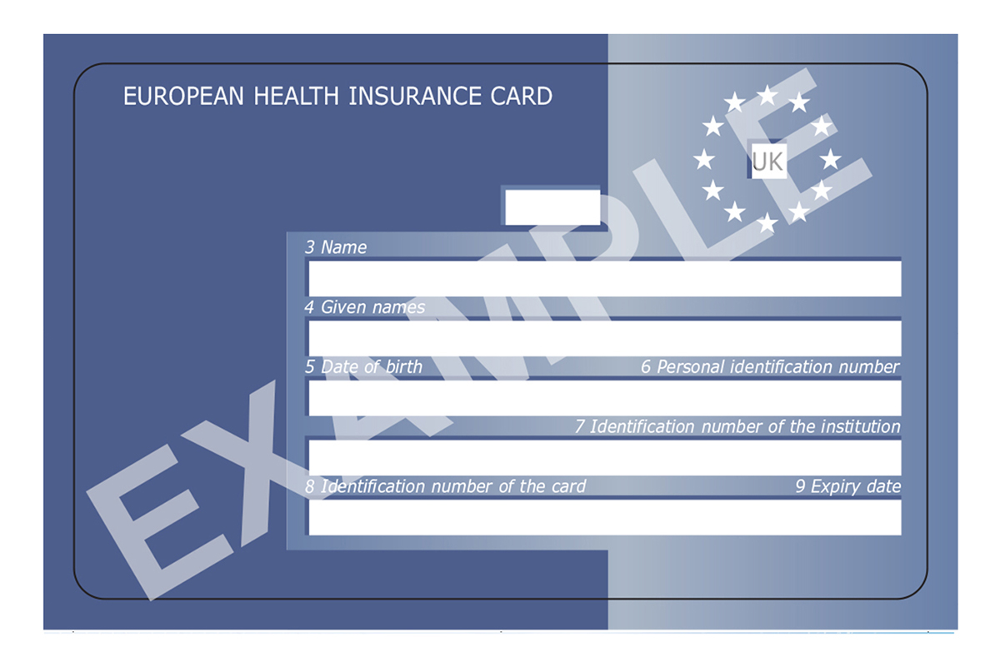 EUROPEAN HEALTH INSURANCE CARD
UK
3 Name
4 Given names
5 Date of birth 6 Personal identification number
7 Identification number of the institution
8 Identification number of the card 9 Expiry date
EXAMPLE